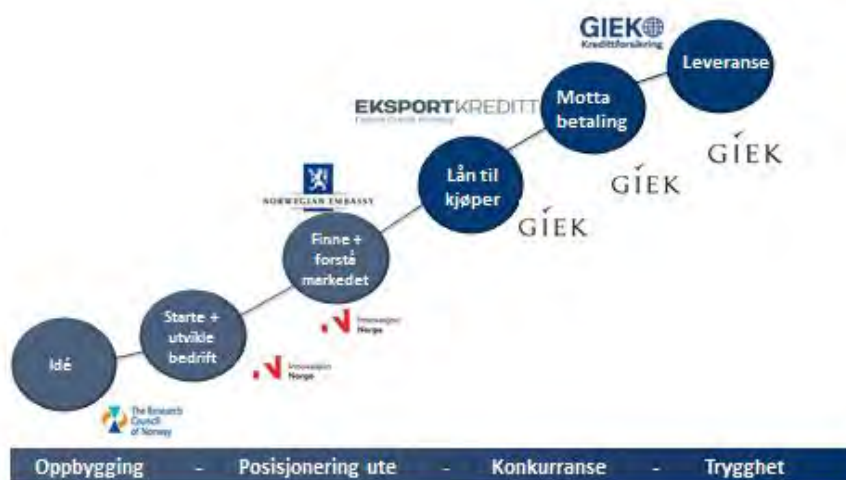 GIEK
Kredittforsikring
Leveranse
EKSPORTKREDITT
Motta
betaling
GIEK
NORWEGIAN EMBASSY
Lån til
kjøper
GIEK
GIEK
Finne +
forstå
markedet
Starte +
utvikle
bedrift
Innovasjon
Norge
Idé
Innovasjon
Norge
The Research
Council
of Norway
Oppbygging - Posisjonering ute - Konkurranse - Trygghet